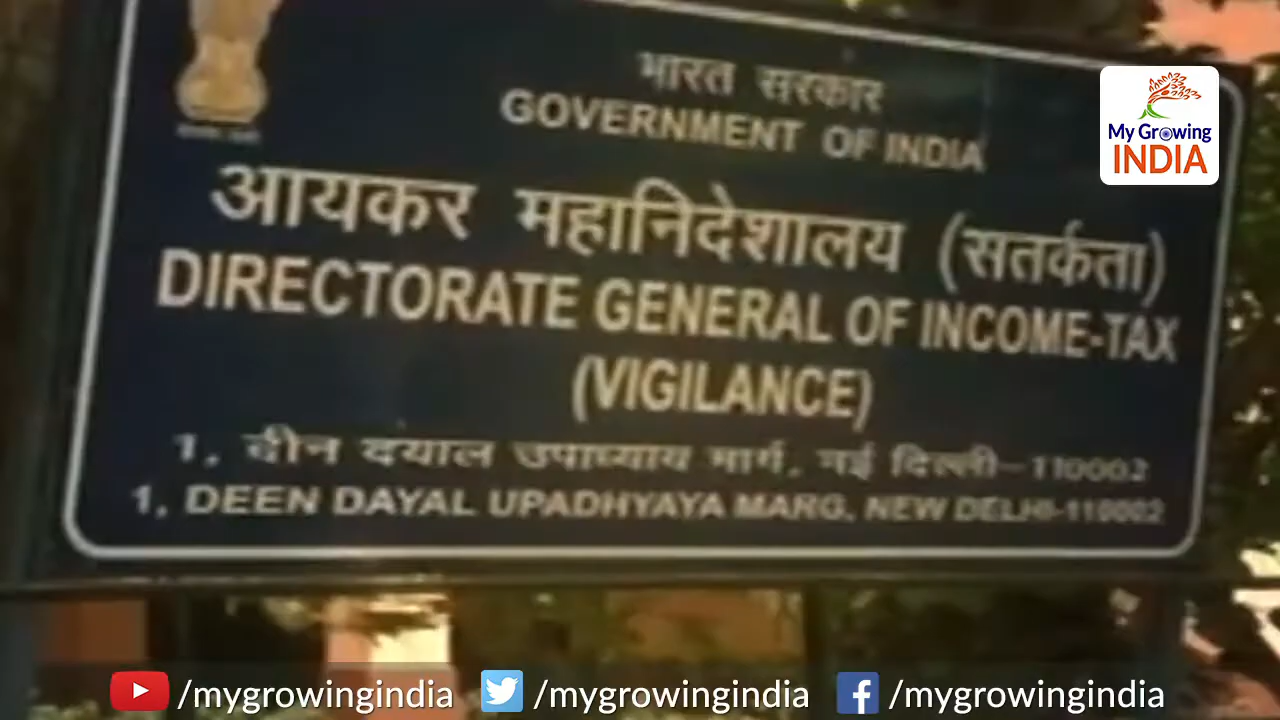 भारत सरकार
GOVERNMENT OF INDIA
My Growing
INDIA
आयकर महानिदेशालय (सतर्कता)
DIRECTORATE GENERAL OF INCOME-TAX
(VIGILANCE)
1, दीन दयाल उपाध्याय मार्ग, नई दिल्ली-110002
1, DEEN DAYAL UPADHYAYA MARG, NEW DELHI-110002
/mygrowingindia /mygrowingindia /mygrowingindia